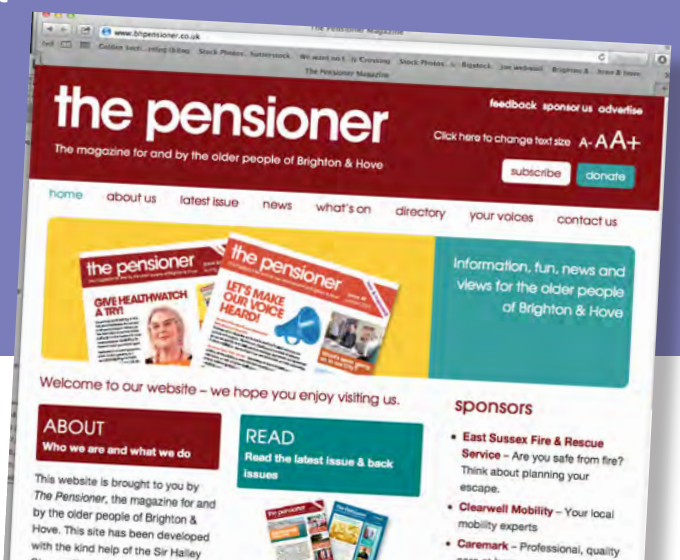 The Pensioner Magazine
www.bhpensioner.co.uk
The Pensioner Magazine
the pensioner
The magazine for and by the older people of Brighton & Hove
feedback sponsor us advertise
Click here to change text size A- A A+
subscribe donate
home about us latest issue news what's on directory your voices contact us
the pensioner
GIVE HEALTHWATCH
A TRY!
the pensioner
LET'S MAKE
OUR VOICE
HEARD!
Information, fun, news and
views for the older people
of Brighton & Hove
Welcome to our website – we hope you enjoy visiting us.
ABOUT
Who we are and what we do
This website is brought to you by
The Pensioner, the magazine for and
by the older people of Brighton &
Hove. This site has been developed
with the kind help of the Sir Halley
READ
Read the latest issue & back
issues
the pensioner
sponsors
• East Sussex Fire & Rescue
Service – Are you safe from fire?
Think about planning your
escape.
• Clearwell Mobility – Your local
mobility experts
• Caremark – Professional, quality